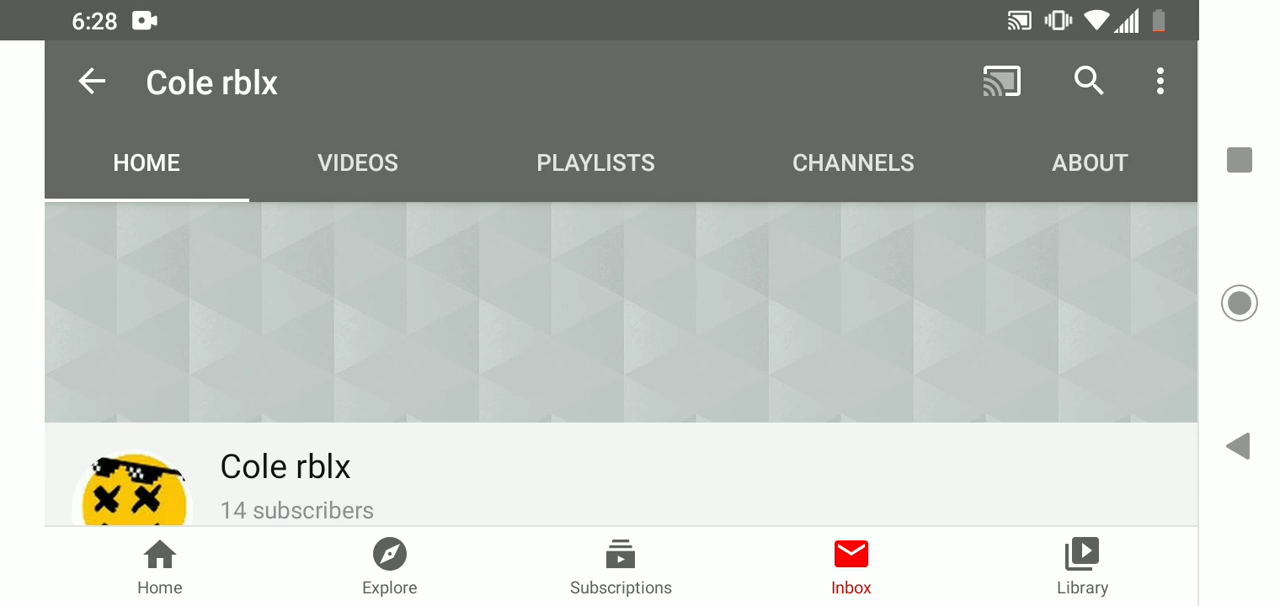 6:28
Cole rblx
HOME VIDEOS PLAYLISTS CHANNELS ABOUT
Cole rblx
14 subscribers
Home Explore Subscriptions Inbox Library